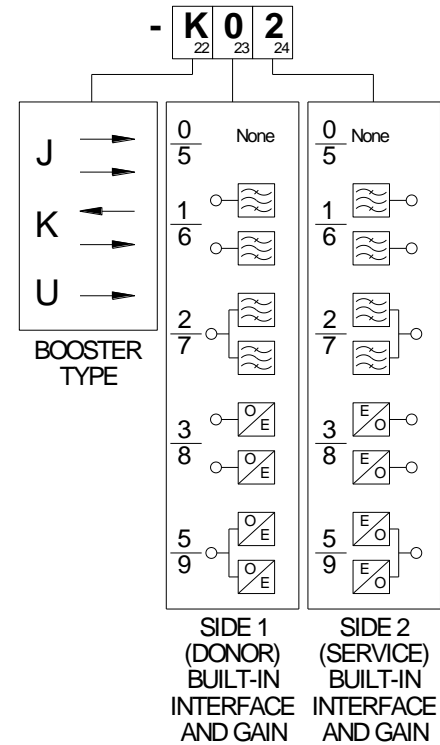 - K 0 2
22 23 24
J
K
U
BOOSTER
TYPE
0
5
None
1
6
2
7
3
8
O
E
O
E
5
9
O
E
O
E
SIDE 1
(DONOR)
BUILT-IN
INTERFACE
AND GAIN
0
5
None
1
6
2
7
3
8
E
O
E
O
5
9
E
O
E
O
SIDE 2
(SERVICE)
BUILT-IN
INTERFACE
AND GAIN